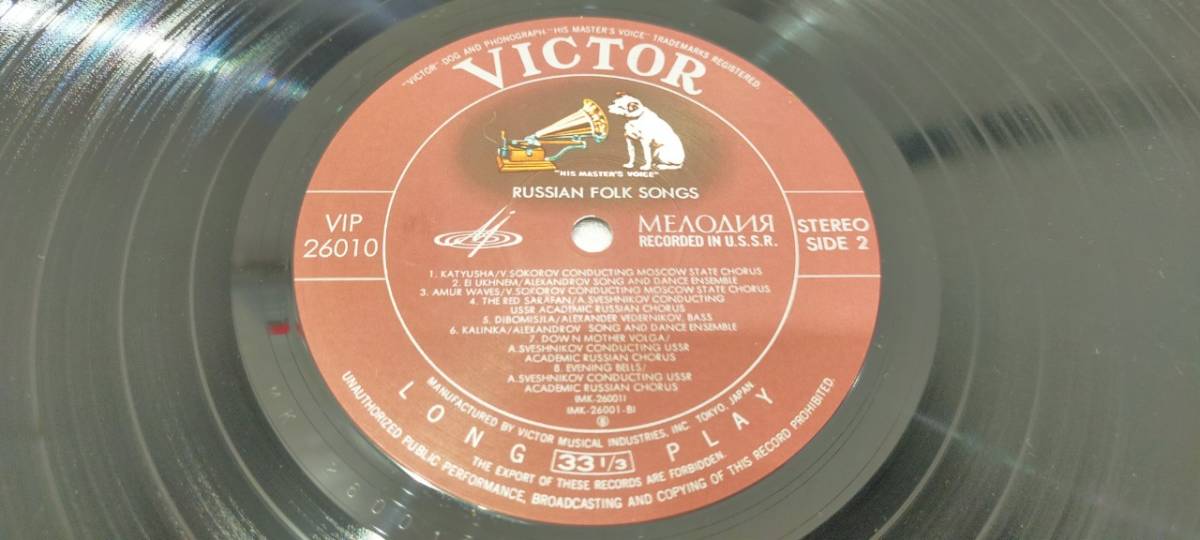 "VICTOR" DOG AND PHONOGRAPH "HIS MASTER'S VOICE" TRADEMARKS REGISTERED.
VICTOR
"HIS MASTER'S VOICE"
RUSSIAN FOLK SONGS
VIP
26010
МЕЛОДИЯ
RECORDED IN U.S.S.R.
STEREO
SIDE 2
1. KATYUSHA/V.SOKOROV CONDUCTING MOSCOW STATE CHORUS
2. EI UKHNEM/ALEXANDROV SONG AND DANCE ENSEMBLE
3. AMUR WAVES/V.SOKOROV CONDUCTING MOSCOW STATE CHORUS
4. THE RED SARAFAN/A.SVESHNIKOV CONDUCTING
USSR ACADEMIC RUSSIAN CHORUS
5. DIBOMISJLA/ALEXANDER VEDERNIKOV, BASS
6. KALINKA/ALEXANDROV SONG AND DANCE ENSEMBLE
7. DOWN MOTHER VOLGA/
A.SVESHNIKOV CONDUCTING USSR
ACADEMIC RUSSIAN CHORUS
8. EVENING BELLS/
A.SVESHNIKOV CONDUCTING USSR
ACADEMIC RUSSIAN CHORUS
IMK-26001-B1
MANUFACTURED BY VICTOR MUSICAL INDUSTRIES, INC. TOKYO, JAPAN
LONG PLAY
33 1/3
THE EXPORT OF THESE RECORDS ARE FORBIDDEN.
UNAUTHORIZED PUBLIC PERFORMANCE, BROADCASTING AND COPYING OF THIS RECORD PROHIBITED.